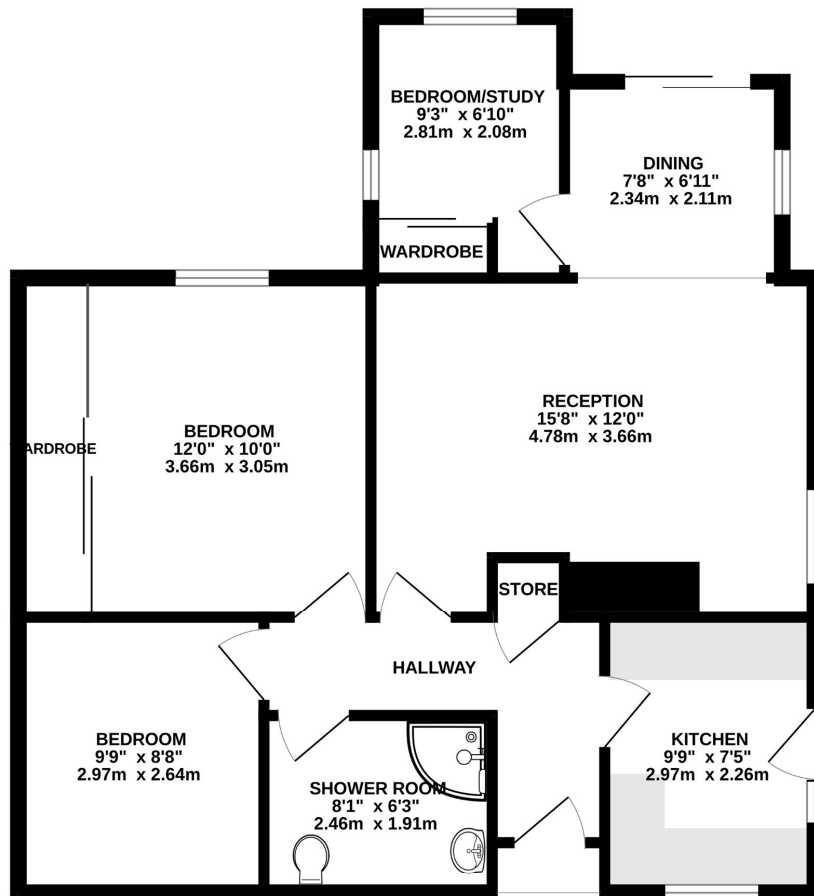 BEDROOM/STUDY
9'3" x 6'10"
2.81m x 2.08m
DINING
7'8" x 6'11"
2.34m x 2.11m
WARDROBE
RECEPTION
15'8" x 12'0"
4.78m x 3.66m
BEDROOM
12'0" x 10'0"
3.66m x 3.05m
ARDROBE
STORE
HALLWAY
BEDROOM
9'9" x 8'8"
2.97m x 2.64m
KITCHEN
9'9" x 7'5"
2.97m x 2.26m
SHOWER ROOM
8'1" x 6'3"
2.46m x 1.91m